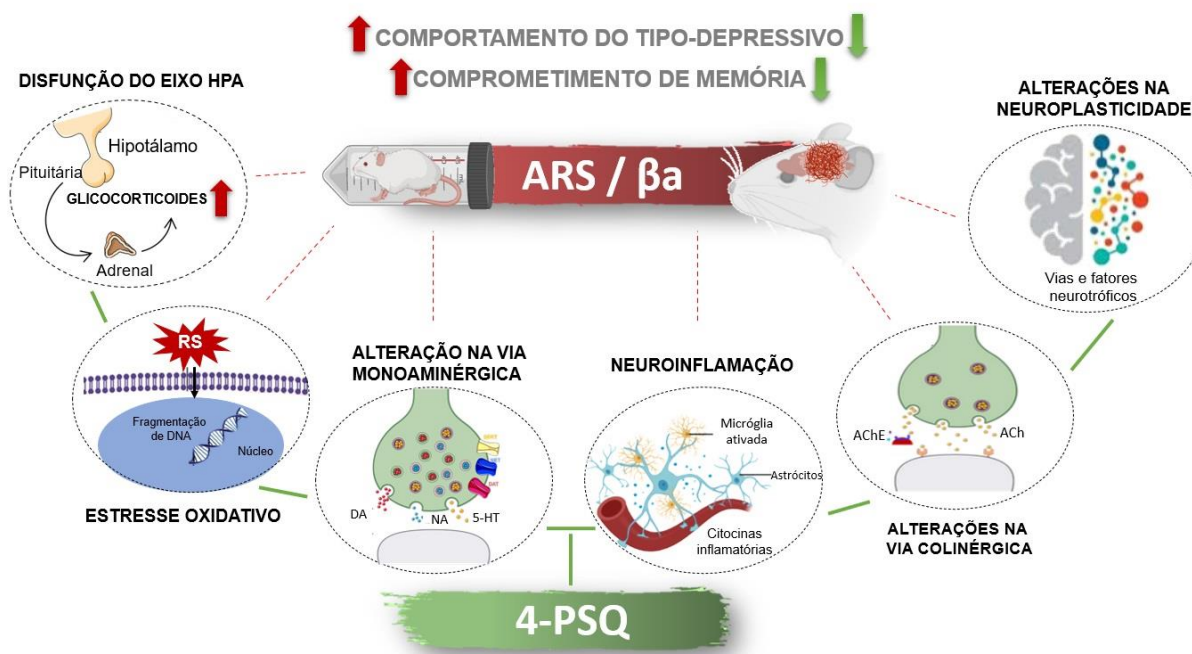 COMPORTAMENTO DO TIPO-DEPRESSIVO
COMPROMETIMENTO DE MEMÓRIA
DISFUNÇÃO DO EIXO HPA
Hipotálamo
Pituitária
GLICOCORTICOIDES
Adrenal
ARS / βa
ALTERAÇÕES NA
NEUROPLASTICIDADE
Vias e fatores
neurotróficos
RS
Fragmentação
de DNA
Núcleo
ESTRESSE OXIDATIVO
ALTERAÇÃO NA VIA
MONOAMINÉRGICA
DA
NA
5-HT
NEUROINFLAMAÇÃO
Micróglia
ativada
Astrócitos
Citocinas
inflamatórias
AChE
ACh
ALTERAÇÕES NA
VIA COLINÉRGICA
4-PSQ